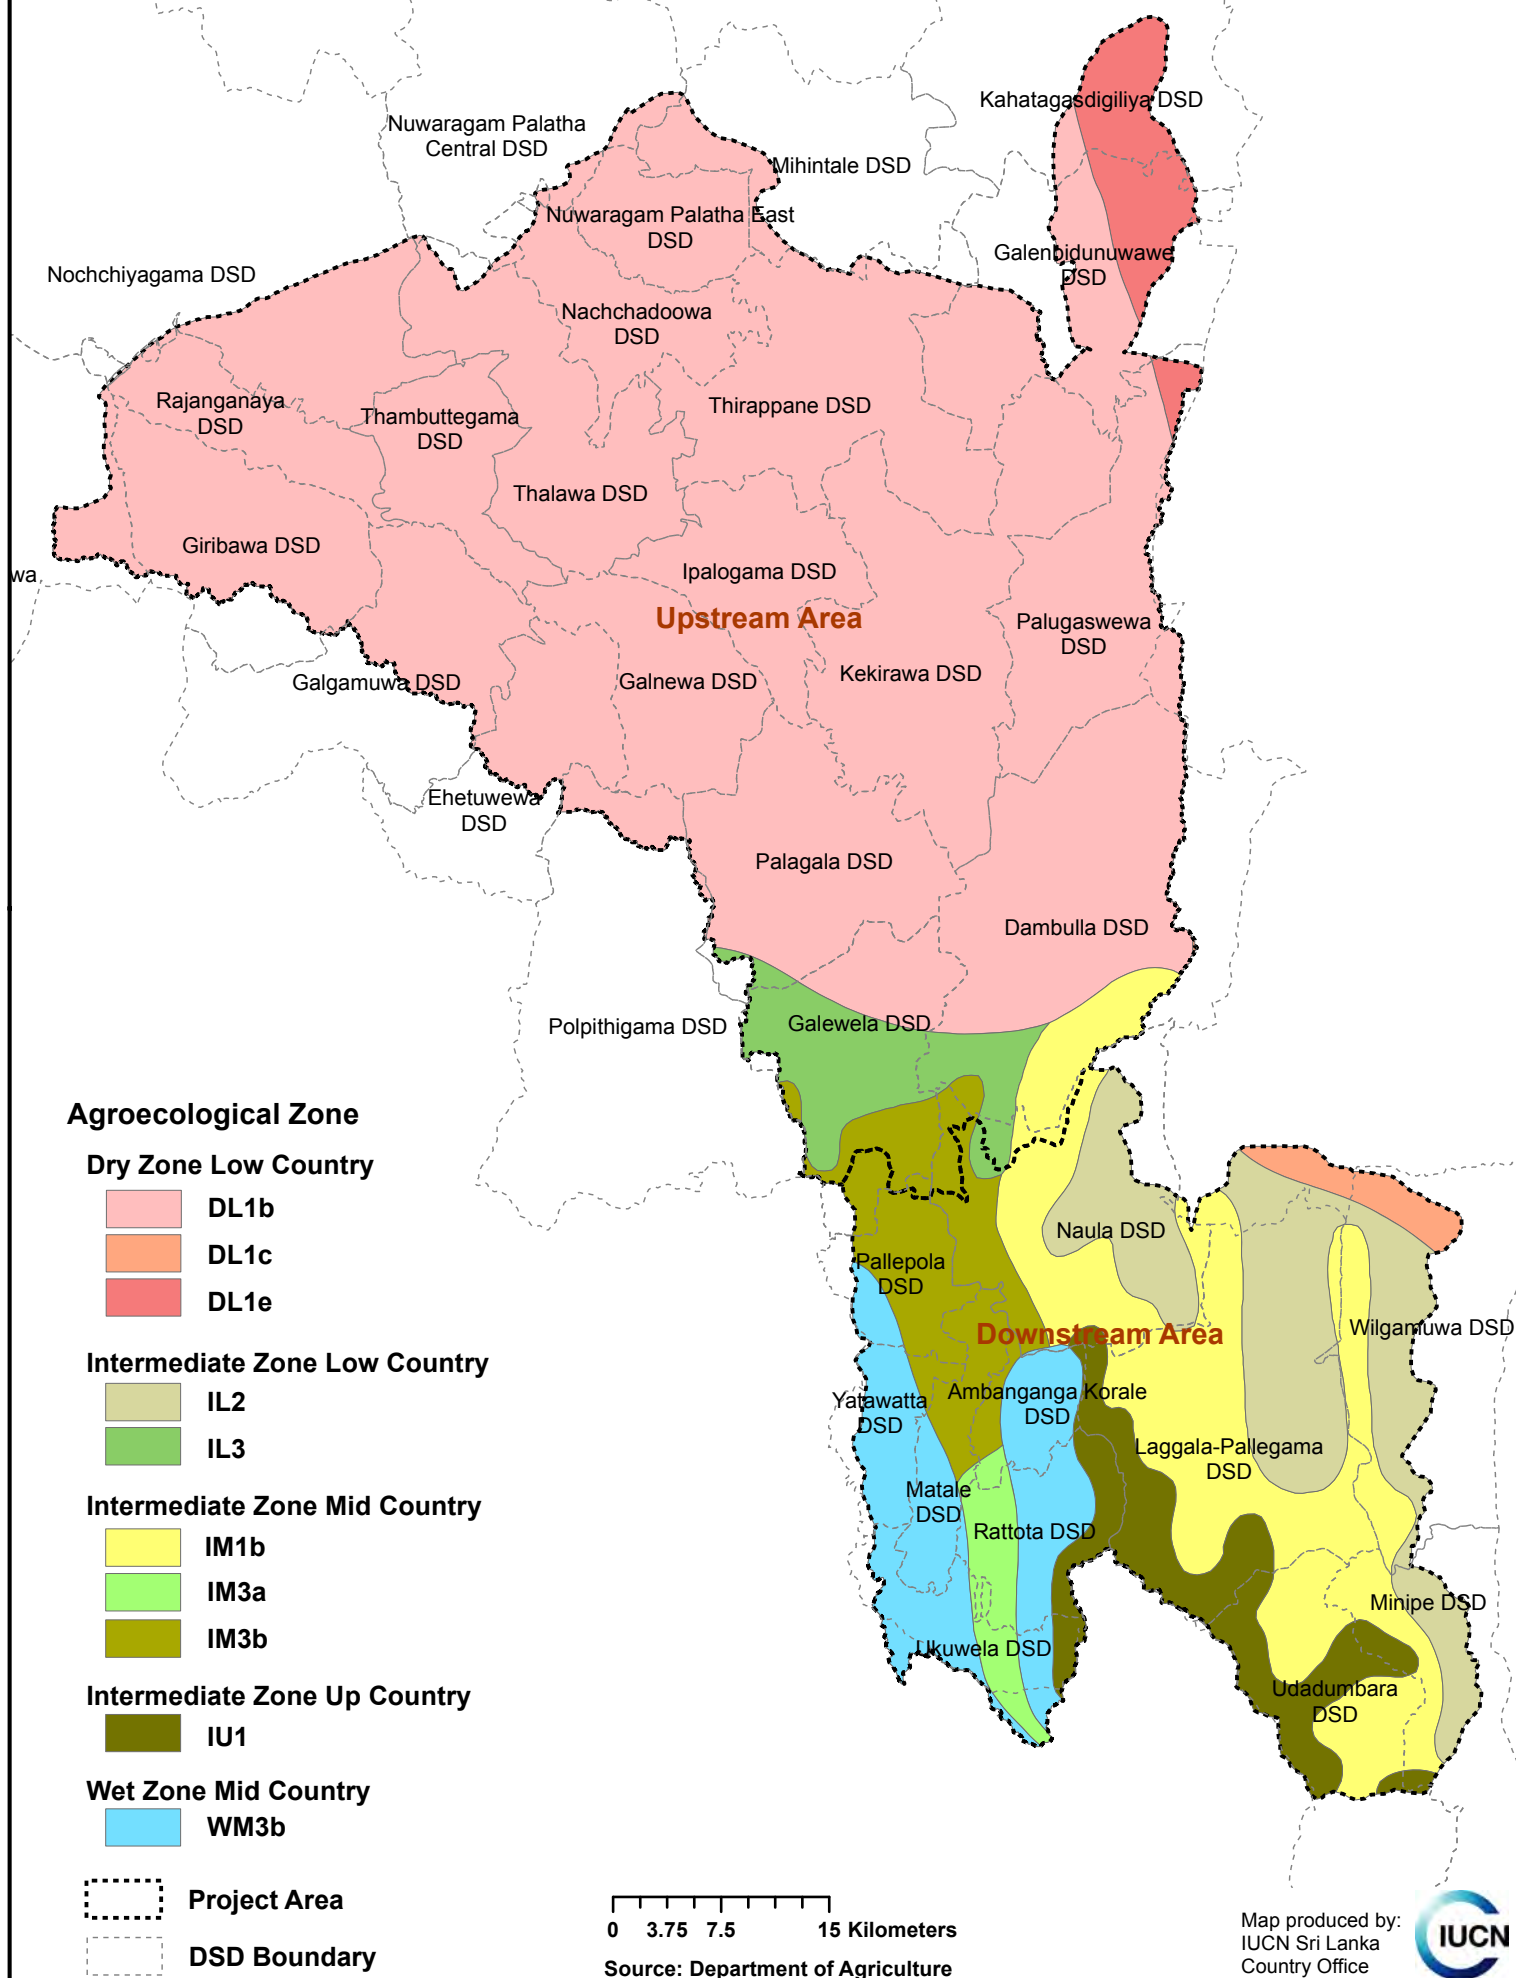 Kahatagasdigiliya DSD
Nuwaragam Palatha
Central DSD
Mihintale DSD
Nuwaragam Palatha East
DSD
Galenbidunuwawe
DSD
Nochchiyagama DSD
Nachchadoowa
DSD
Rajanganaya
DSD
Thambuttegama
DSD
Thirappane DSD
Thalawa DSD
Giribawa DSD
wa
Ipalogama DSD
Upstream Area
Palugaswewa
DSD
Galgamuwa DSD
Galnewa DSD
Kekirawa DSD
Ehetuwewa
DSD
Palagala DSD
Dambulla DSD
Polpithigama DSD
Galewela DSD
Naula DSD
Pallepola
DSD
Downstream Area
Wilgamuwa DSD
Yatawatta
DSD
Ambanganga Korale
DSD
Laggala-Pallegama
DSD
Matale
DSD
Rattota DSD
Minipe DSD
Ukuwela DSD
Udadumbara
DSD
Agroecological Zone
Dry Zone Low Country
DL1b
DL1c
DL1e
Intermediate Zone Low Country
IL2
IL3
Intermediate Zone Mid Country
IM1b
IM3a
IM3b
Intermediate Zone Up Country
IU1
Wet Zone Mid Country
WM3b
Project Area
DSD Boundary
0 3.75 7.5 15 Kilometers
Source: Department of Agriculture
Map produced by:
IUCN Sri Lanka
Country Office
IUCN